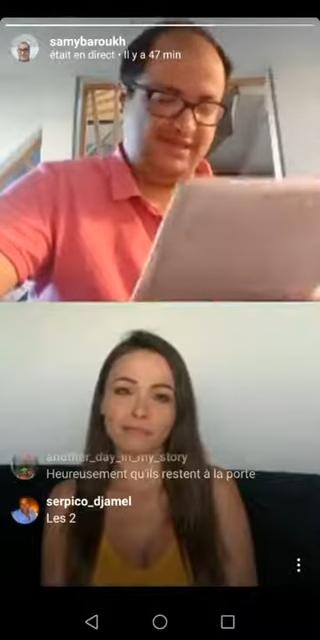 samybaroukh
était en direct • Il y a 47 min
another_day_in_my_story
Heureusement qu'ils restent à la porte
serpico_djamel
Les 2